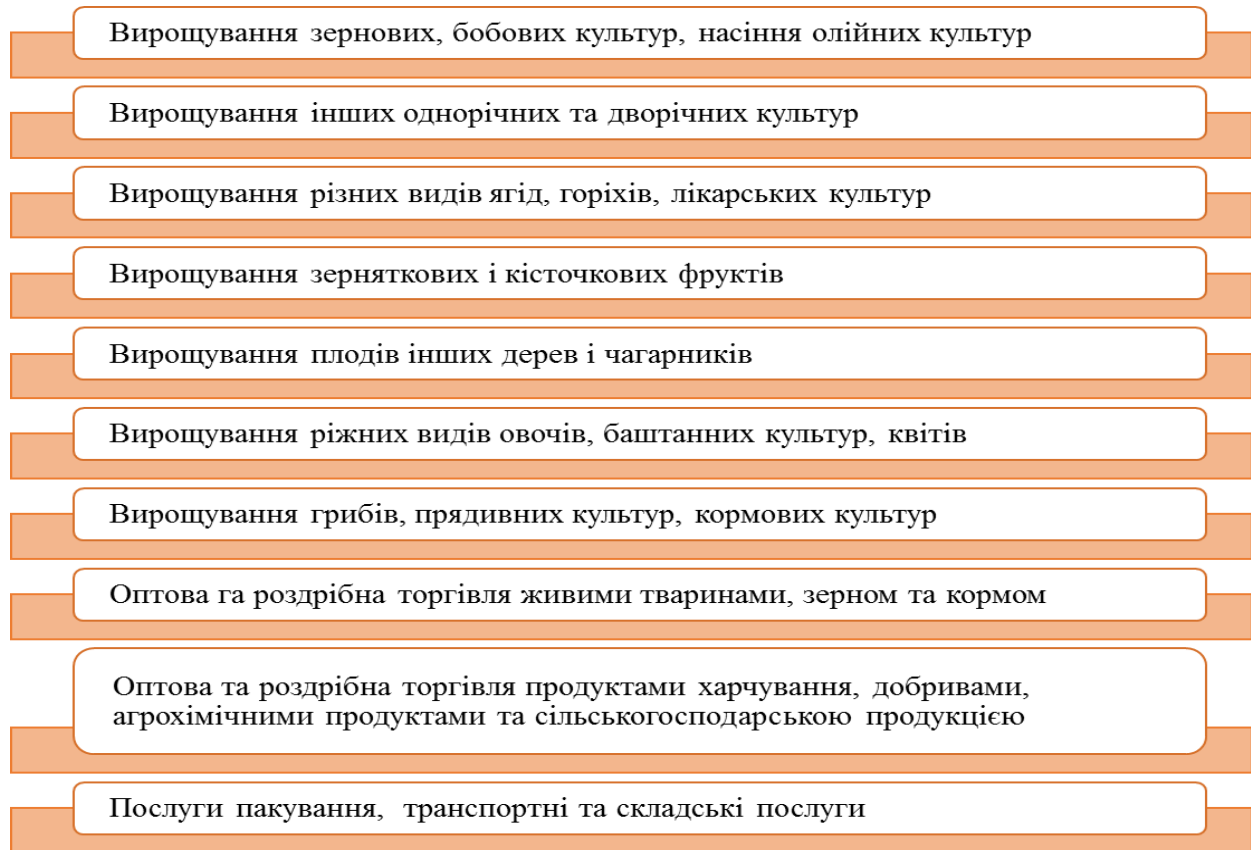 Вирощування зернових, бобових культур, насіння олійних культур
Вирощування інших однорічних та дворічних культур
Вирощування різних видів ягід, горіхів, лікарських культур
Вирощування зерняткових і кісточкових фруктів
Вирощування плодів інших дерев і чагарників
Вирощування ріжних видів овочів, баштанних культур, квітів
Вирощування грибів, прядивних культур, кормових культур
Оптова га роздрібна торгівля живими тваринами, зерном та кормом
Оптова та роздрібна торгівля продуктами харчування, добривами,
агрохімічними продуктами та сільськогосподарською продукцією
Послуги пакування, транспортні та складські послуги